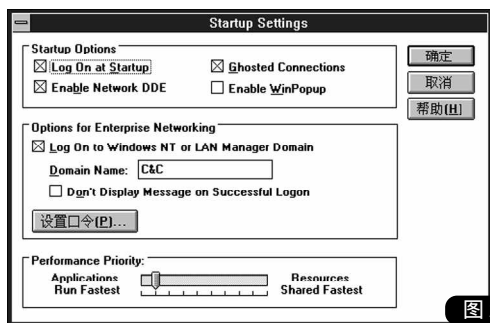 Startup Settings
Startup Options
Log On at Startup
Ghosted Connections
Enable Network DDE
Enable WinPopup
确定
取消
帮助(H)
Options for Enterprise Networking
Log On to Windows NT or LAN Manager Domain
Domain Name: C&C
Don't Display Message on Successful Logon
设置口令(P)...
Performance Priority:
Applications Run Fastest
Resources Shared Fastest
图